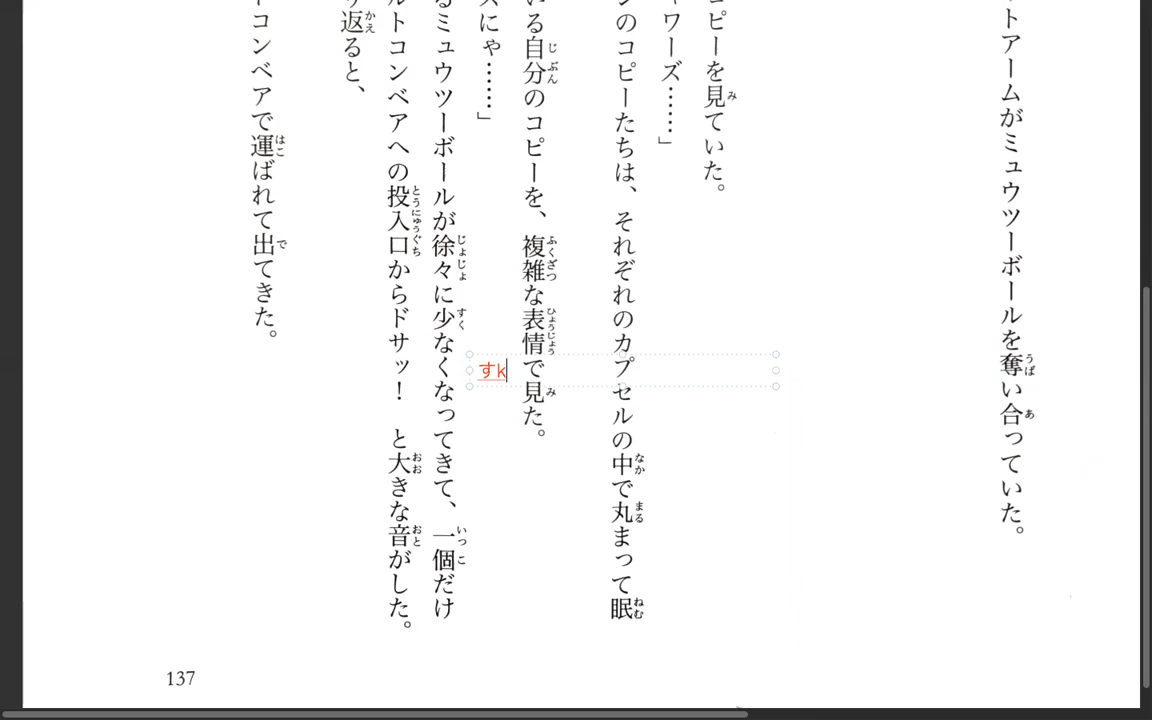 トアームがミュウツーボールを奪い合っていた。
ピーを見ていた。
ワーズ……」
のコピーたちは、それぞれのカプセルの中で丸まって眠
いる自分のコピーを、複雑な表情で見た。
にゃ……」
るミュウツーボールが徐々に少なくなってきて、一個だけ
ルトコンベアへの投入口からドサッ！　と大きな音がした。
返ると、
コンベアで運ばれて出てきた。
すk
137